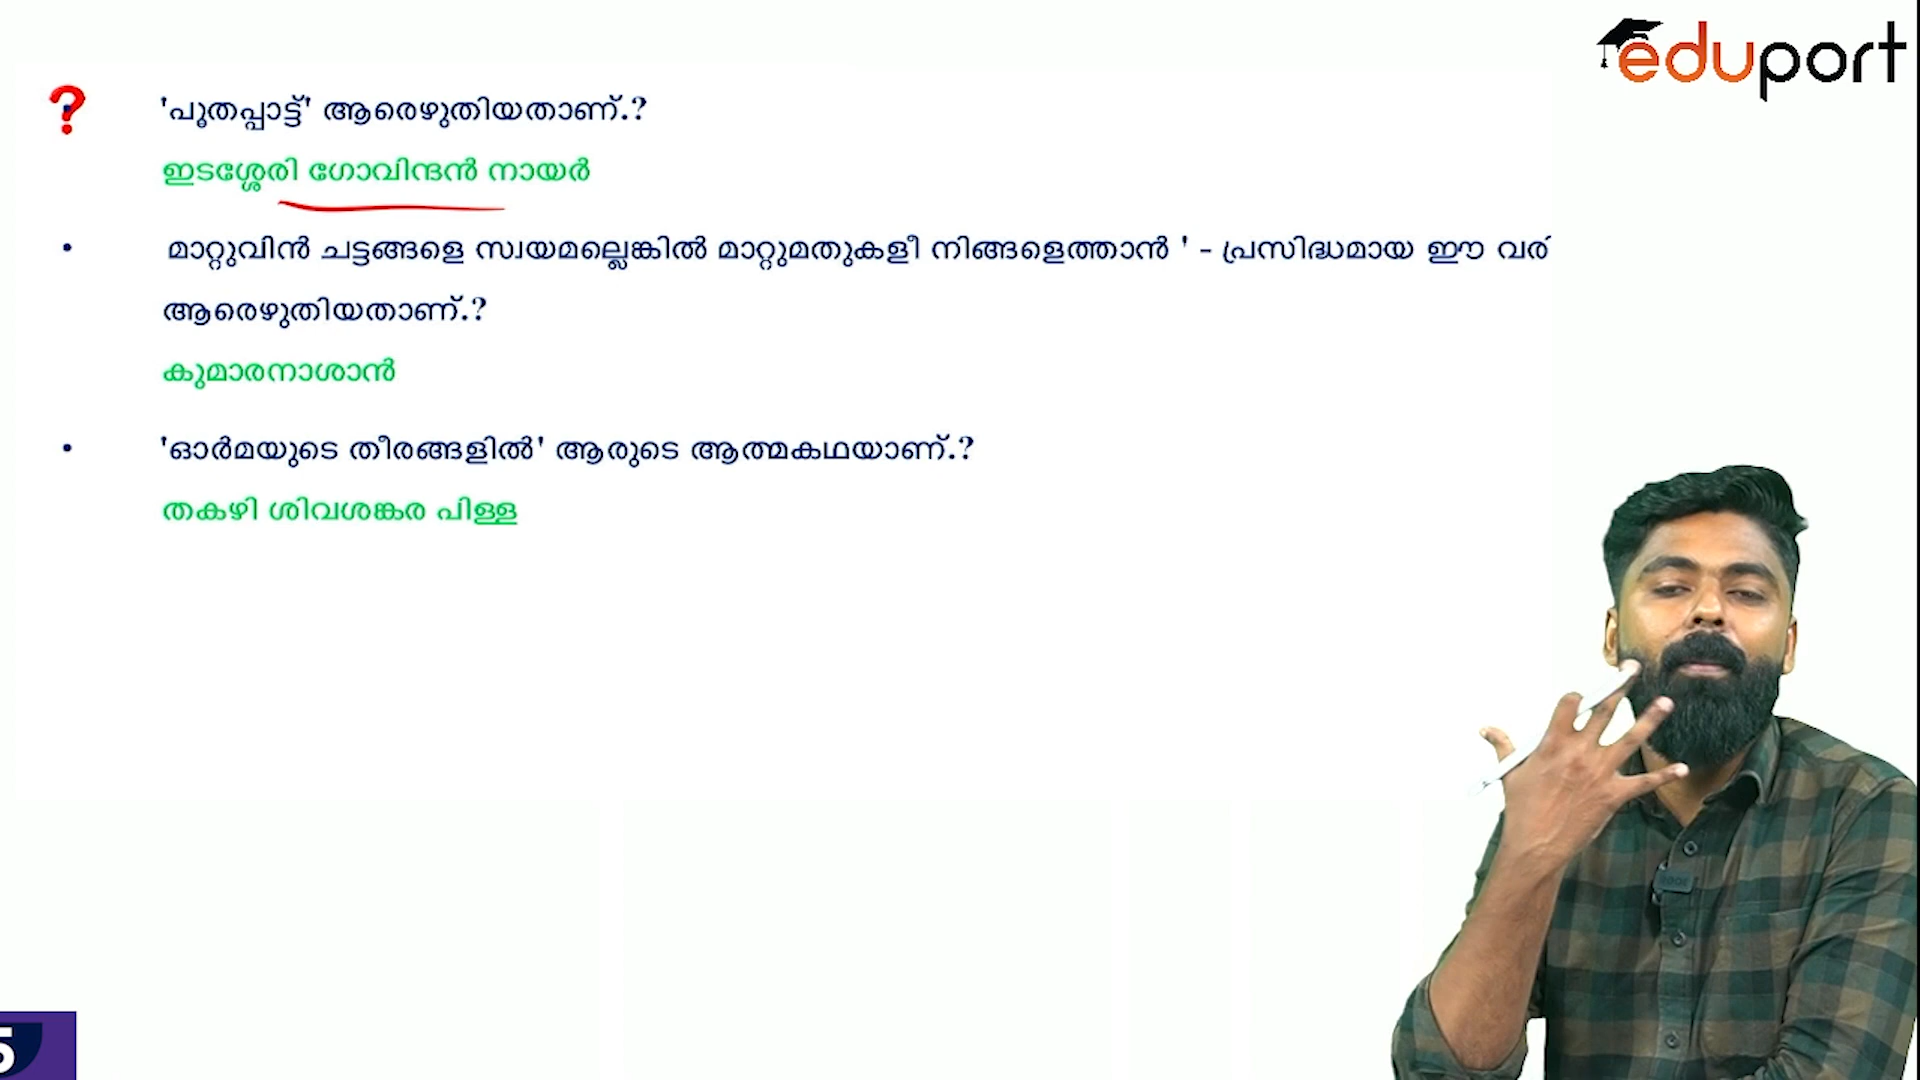 eduport
? 'പൂതപ്പാട്ട്' ആരെഴുതിയതാണ്.?
ഇടശ്ശേരി ഗോവിന്ദൻ നായർ
• മാറ്റുവിൻ ചട്ടങ്ങളെ സ്വയമല്ലെങ്കിൽ മാറ്റുമതുകളീ നിങ്ങളെത്താൻ ' - പ്രസിദ്ധമായ ഈ
ആരെഴുതിയതാണ്.?
കുമാരനാശാൻ
• 'ഓർമയുടെ തീരങ്ങളിൽ' ആരുടെ ആത്മകഥയാണ്.?
തകഴി ശിവശങ്കര പിള്ള
5